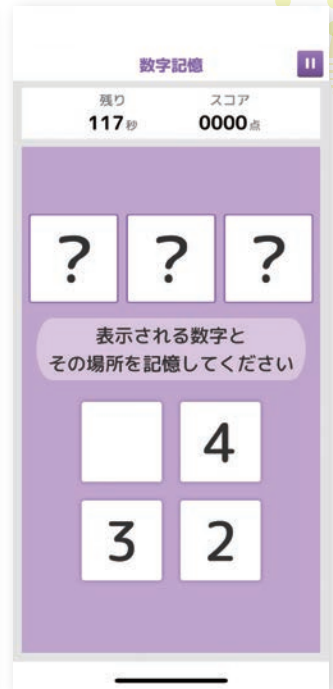 数字記憶
残り スコア
117秒 0000点
? ? ?
表示される数字と
その場所を記憶してください
4
3 2